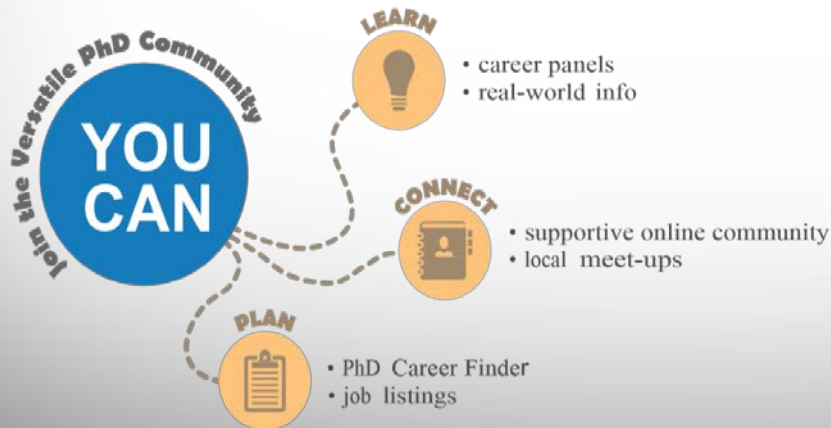 Join the Versatile PhD Community
YOU
CAN
LEARN
• career panels
• real-world info
CONNECT
• supportive online community
• local meet-ups
PLAN
• PhD Career Finder
• job listings